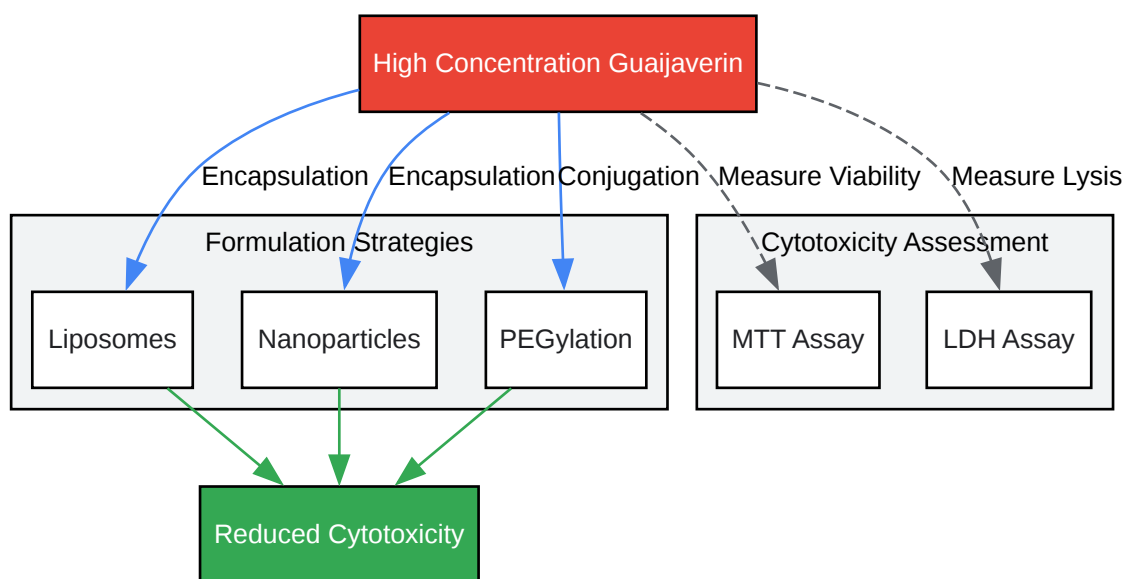 High Concentration Guaijaverin
Encapsulation
Encapsulation
Conjugation
Measure Viability
Measure Lysis
Formulation Strategies
Cytotoxicity Assessment
Liposomes
Nanoparticles
PEGylation
MTT Assay
LDH Assay
Reduced Cytotoxicity